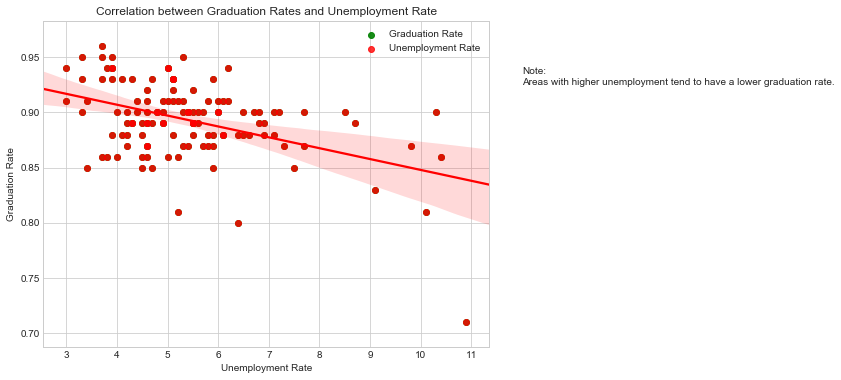 Correlation between Graduation Rates and Unemployment Rate
Graduation Rate
Unemployment Rate
Note:
Areas with higher unemployment tend to have a lower graduation rate.
Graduation Rate
0.95
0.90
0.85
0.80
0.75
0.70
3 4 5 6 7 8 9 10 11
Unemployment Rate